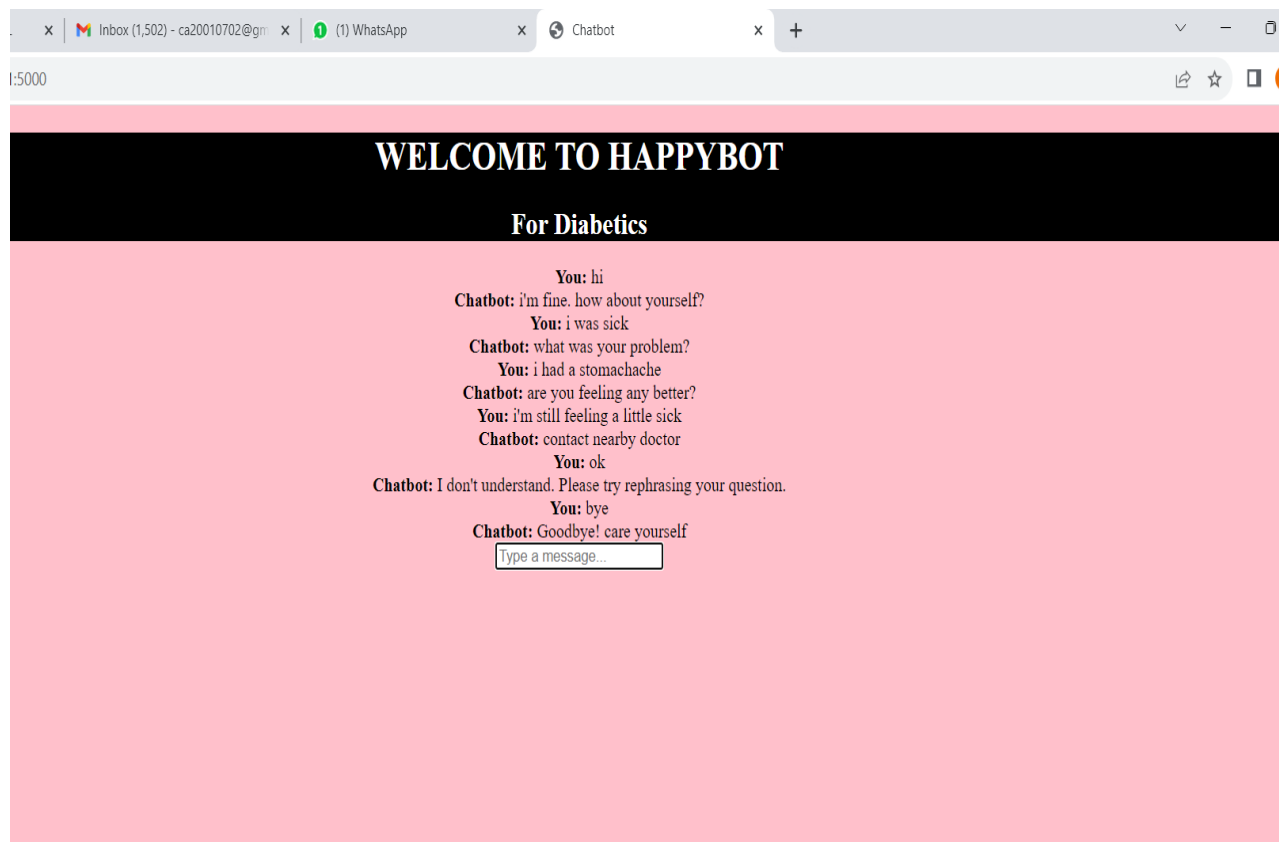 Inbox (1,502) - ca20010702@gm
(1) WhatsApp
Chatbot
:5000
WELCOME TO HAPPYBOT
For Diabetics
You: hi
Chatbot: i'm fine. how about yourself?
You: i was sick
Chatbot: what was your problem?
You: i had a stomachache
Chatbot: are you feeling any better?
You: i'm still feeling a little sick
Chatbot: contact nearby doctor
You: ok
Chatbot: I don't understand. Please try rephrasing your question.
You: bye
Chatbot: Goodbye! care yourself
Type a message...